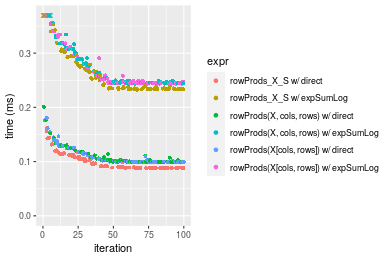 expr
0.3
0.2
0.1
0.0
time (ms)
0
25
50
75
100
iteration
rowProds_X_S w/ direct
rowProds_X_S w/ expSumLog
rowProds(X, cols, rows) w/ direct
rowProds(X, cols, rows) w/ expSumLog
rowProds(X[cols, rows]) w/ direct
rowProds(X[cols, rows]) w/ expSumLog